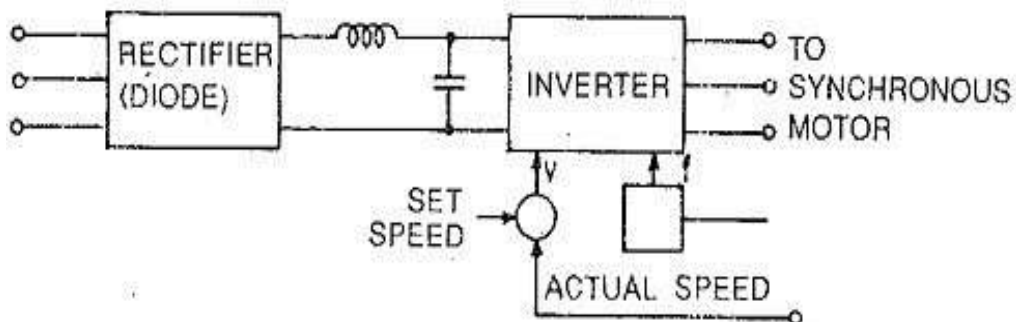 RECTIFIER
(DIODE)
INVERTER
TO
SYNCHRONOUS
MOTOR
V
f
SET
SPEED
ACTUAL SPEED